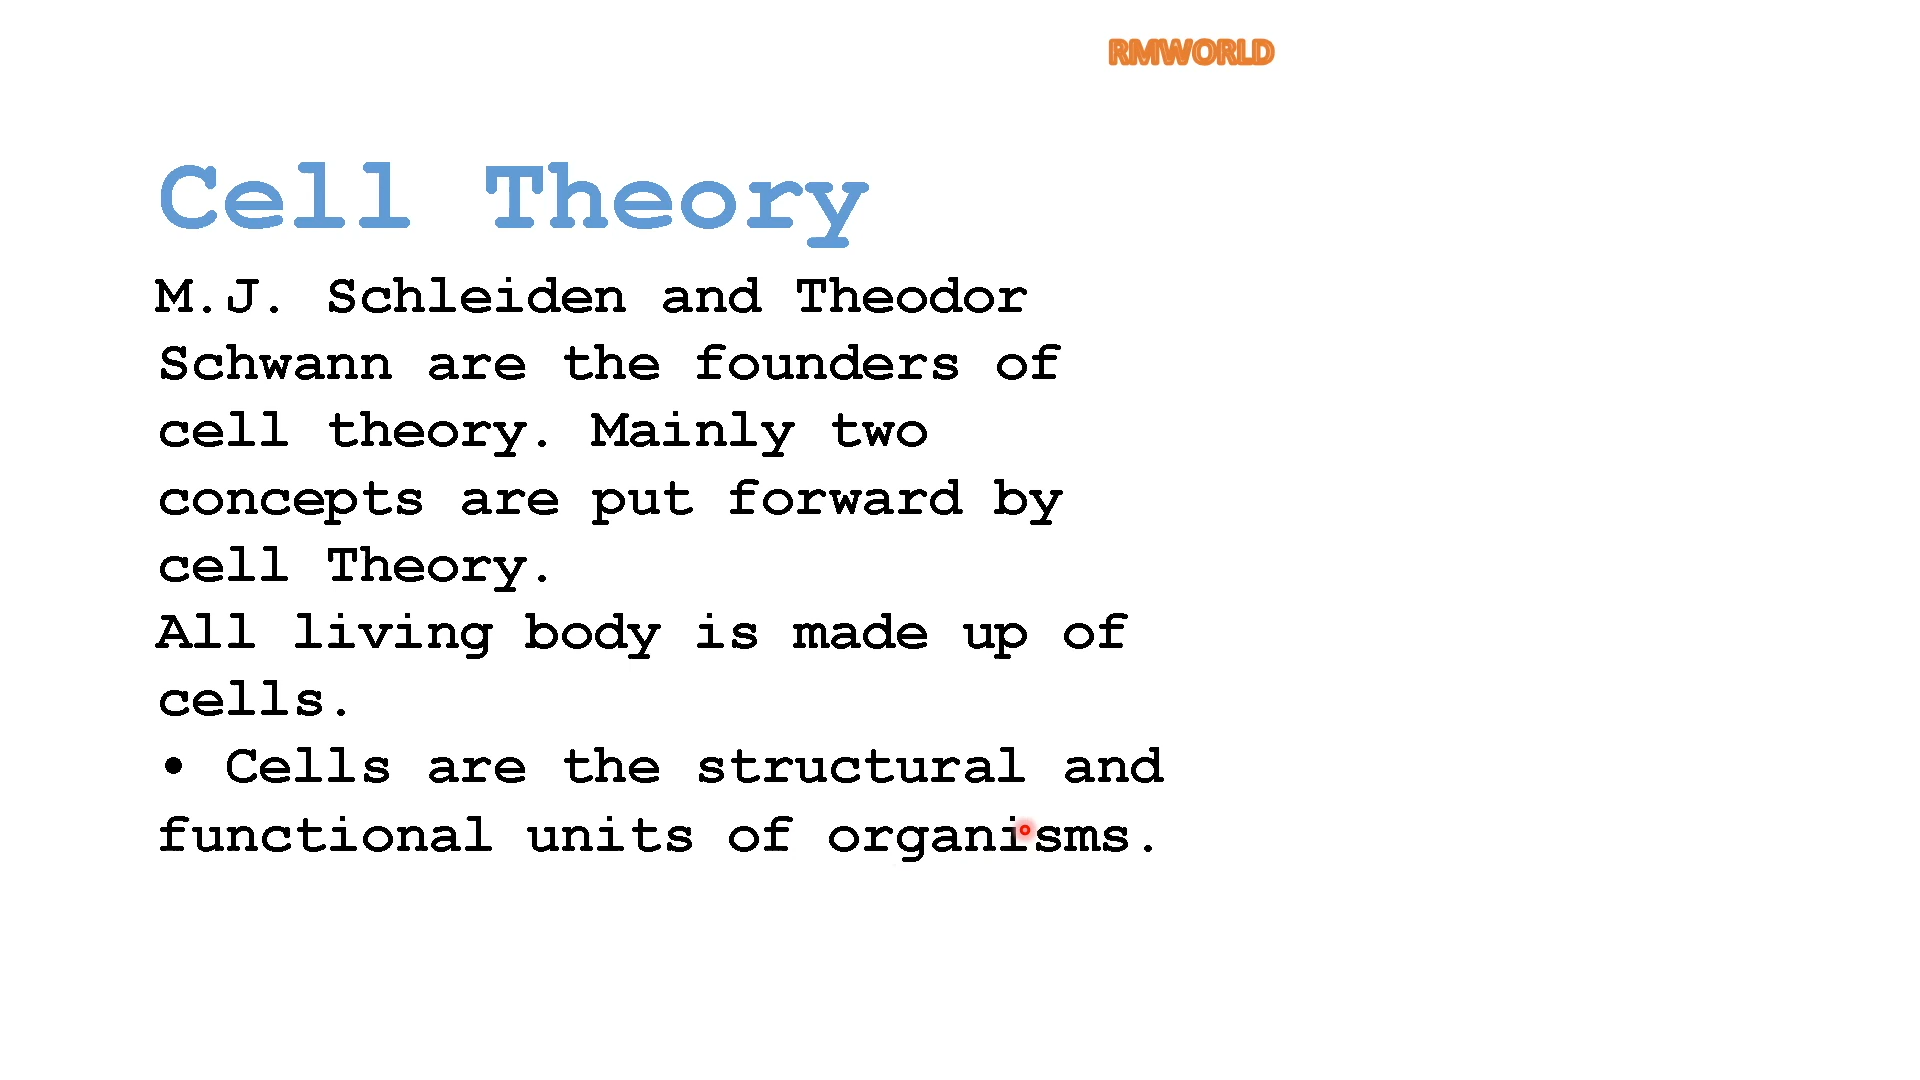 RMWORLD
Cell Theory
M.J. Schleiden and Theodor
Schwann are the founders of
cell theory. Mainly two
concepts are put forward by
cell Theory.
All living body is made up of
cells.
• Cells are the structural and
functional units of organisms.